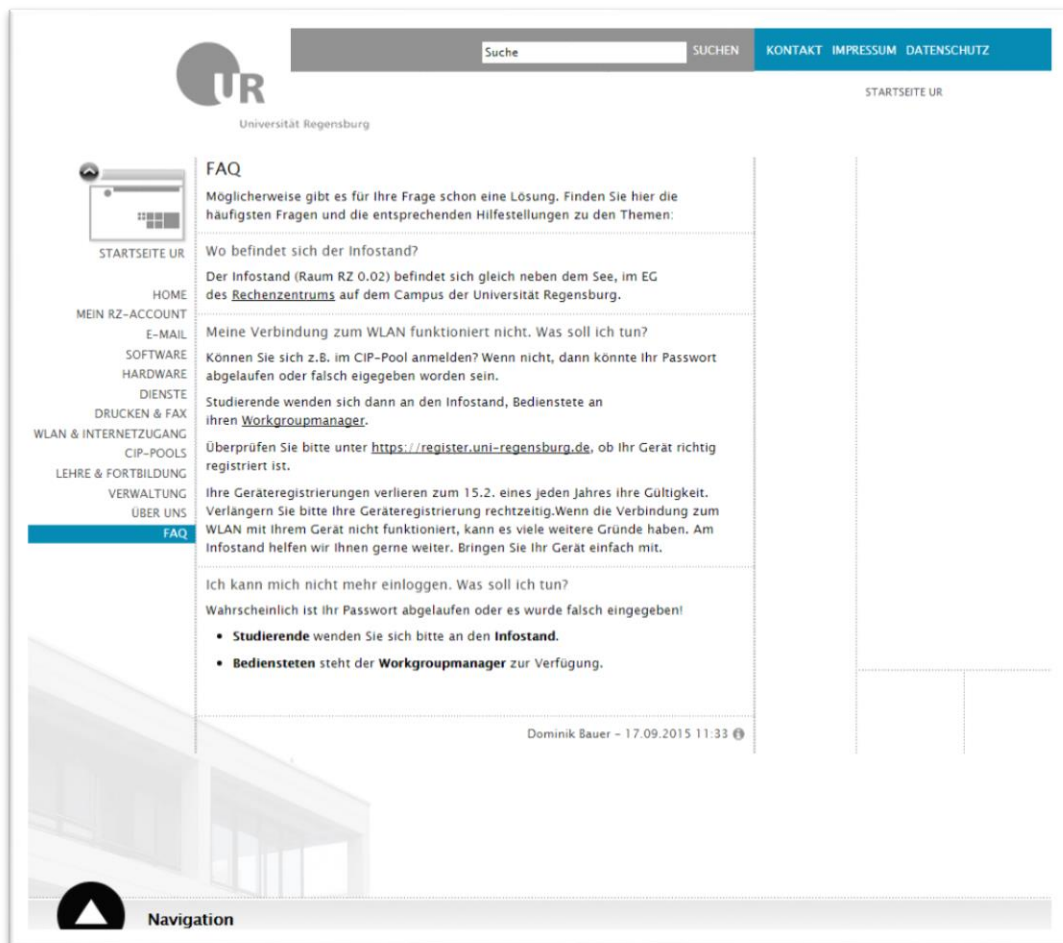 Suche
SUCHEN
KONTAKT IMPRESSUM DATENSCHUTZ
STARTSEITE UR
UR
Universität Regensburg
STARTSEITE UR
HOME
MEIN RZ-ACCOUNT
E-MAIL
SOFTWARE
HARDWARE
DIENSTE
DRUCKEN & FAX
WLAN & INTERNETZUGANG
CIP-POOLS
LEHRE & FORTBILDUNG
VERWALTUNG
ÜBER UNS
FAQ
FAQ
Möglicherweise gibt es für Ihre Frage schon eine Lösung. Finden Sie hier die
häufigsten Fragen und die entsprechenden Hilfestellungen zu den Themen:
Wo befindet sich der Infostand?
Der Infostand (Raum RZ 0.02) befindet sich gleich neben dem See, im EG
des Rechenzentrums auf dem Campus der Universität Regensburg.
Meine Verbindung zum WLAN funktioniert nicht. Was soll ich tun?
Können Sie sich z.B. im CIP-Pool anmelden? Wenn nicht, dann könnte Ihr Passwort
abgelaufen oder falsch eigegeben worden sein.
Studierende wenden sich dann an den Infostand, Bedienstete an
ihren Workgroupmanager.
Überprüfen Sie bitte unter https://register.uni-regensburg.de, ob Ihr Gerät richtig
registriert ist.
Ihre Geräteregistrierungen verlieren zum 15.2. eines jeden Jahres ihre Gültigkeit.
Verlängern Sie bitte Ihre Geräteregistrierung rechtzeitig.Wenn die Verbindung zum
WLAN mit Ihrem Gerät nicht funktioniert, kann es viele weitere Gründe haben. Am
Infostand helfen wir Ihnen gerne weiter. Bringen Sie Ihr Gerät einfach mit.
Ich kann mich nicht mehr einloggen. Was soll ich tun?
Wahrscheinlich ist Ihr Passwort abgelaufen oder es wurde falsch eingegeben!
• Studierende wenden Sie sich bitte an den Infostand.
• Bediensteten steht der Workgroupmanager zur Verfügung.
Dominik Bauer – 17.09.2015 11:33
Navigation